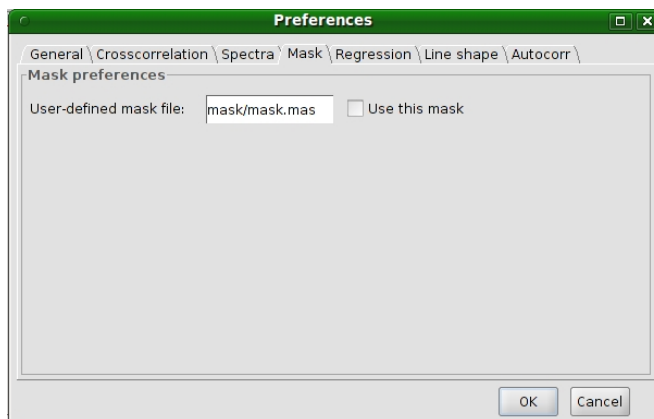 Preferences
General Crosscorrelation Spectra Mask Regression Line shape Autocorr
Mask preferences
User-defined mask file: mask/mask.mas Use this mask
OK Cancel